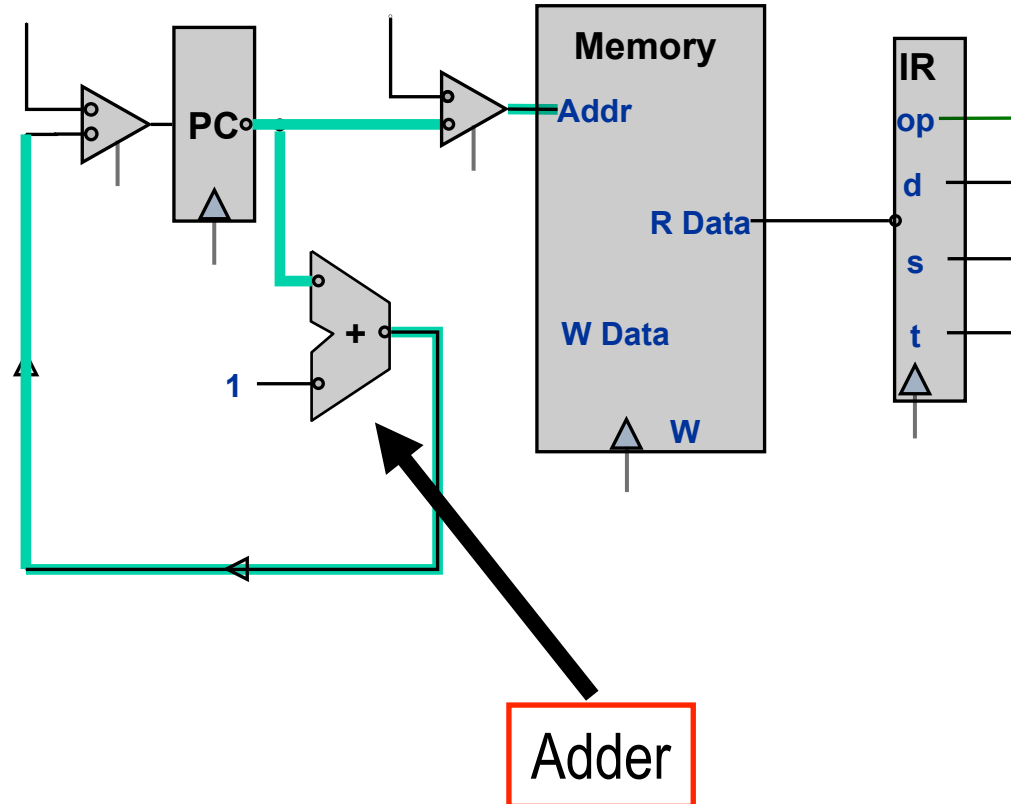 Memory
IR
PC
Addr
op
d
R Data
s
+
W Data
t
1
W
Adder